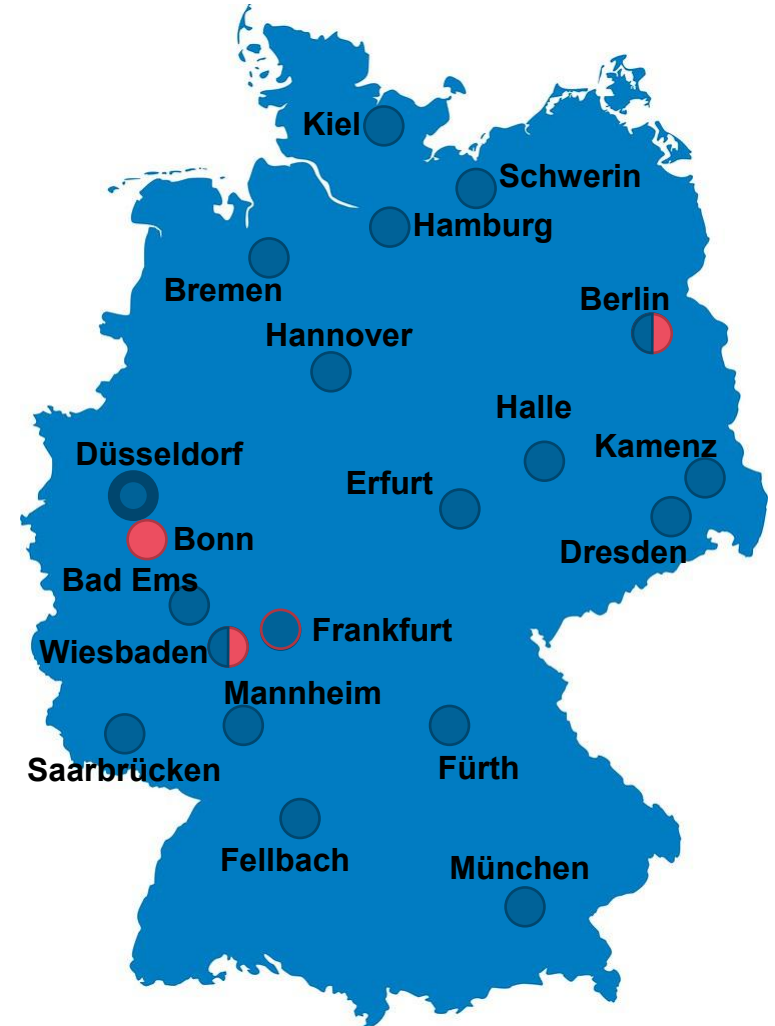 Kiel
Schwerin
Hamburg
Bremen
Berlin
Hannover
Halle
Kamenz
Düsseldorf
Erfurt
Bonn
Dresden
Bad Ems
Frankfurt
Wiesbaden
Mannheim
Saarbrücken
Fürth
Fellbach
München